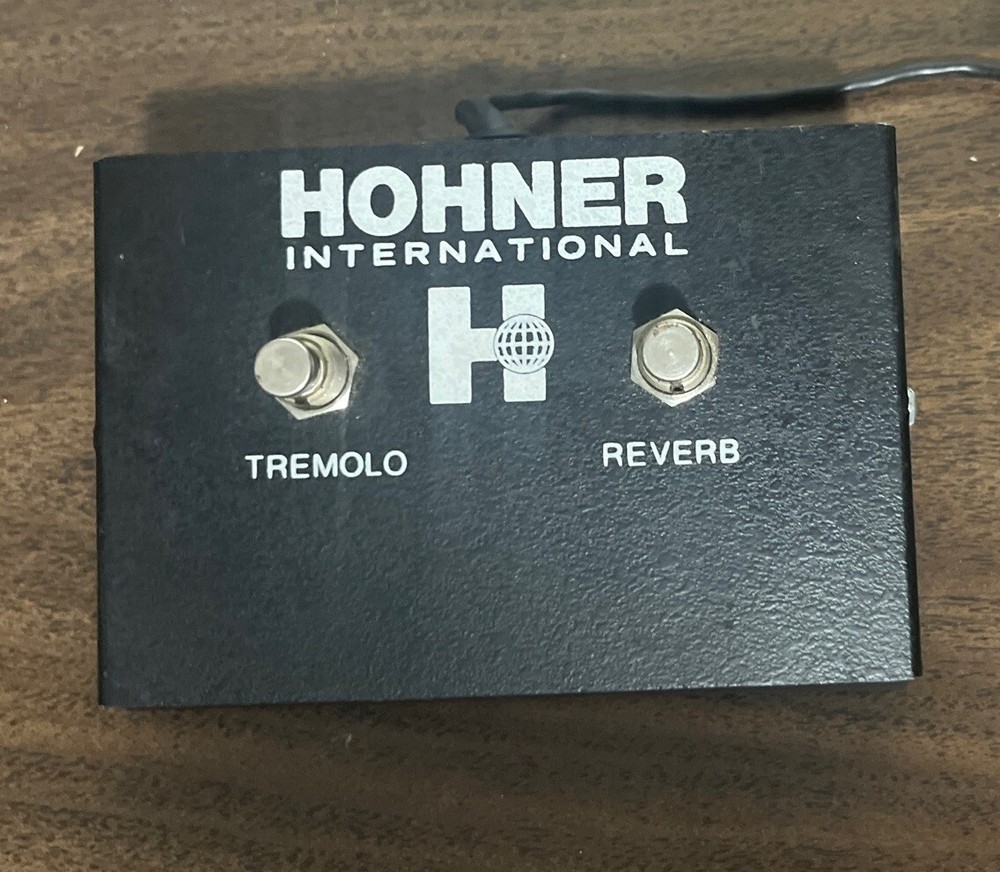 HOHNER
INTERNATIONAL
H
TREMOLO
REVERB